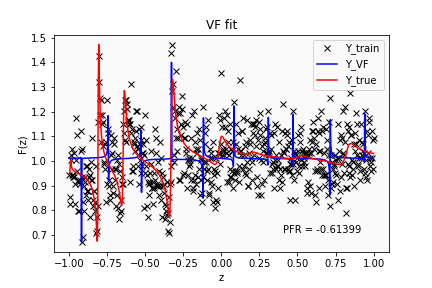 VF fit
1.5
1.4
1.3
1.2
1.1
1.0
0.9
0.8
0.7
F(z)
Y_train
Y_VF
Y_true
PFR = -0.61399
−1.00
−0.75
−0.50
−0.25
0.00
0.25
0.50
0.75
1.00
z